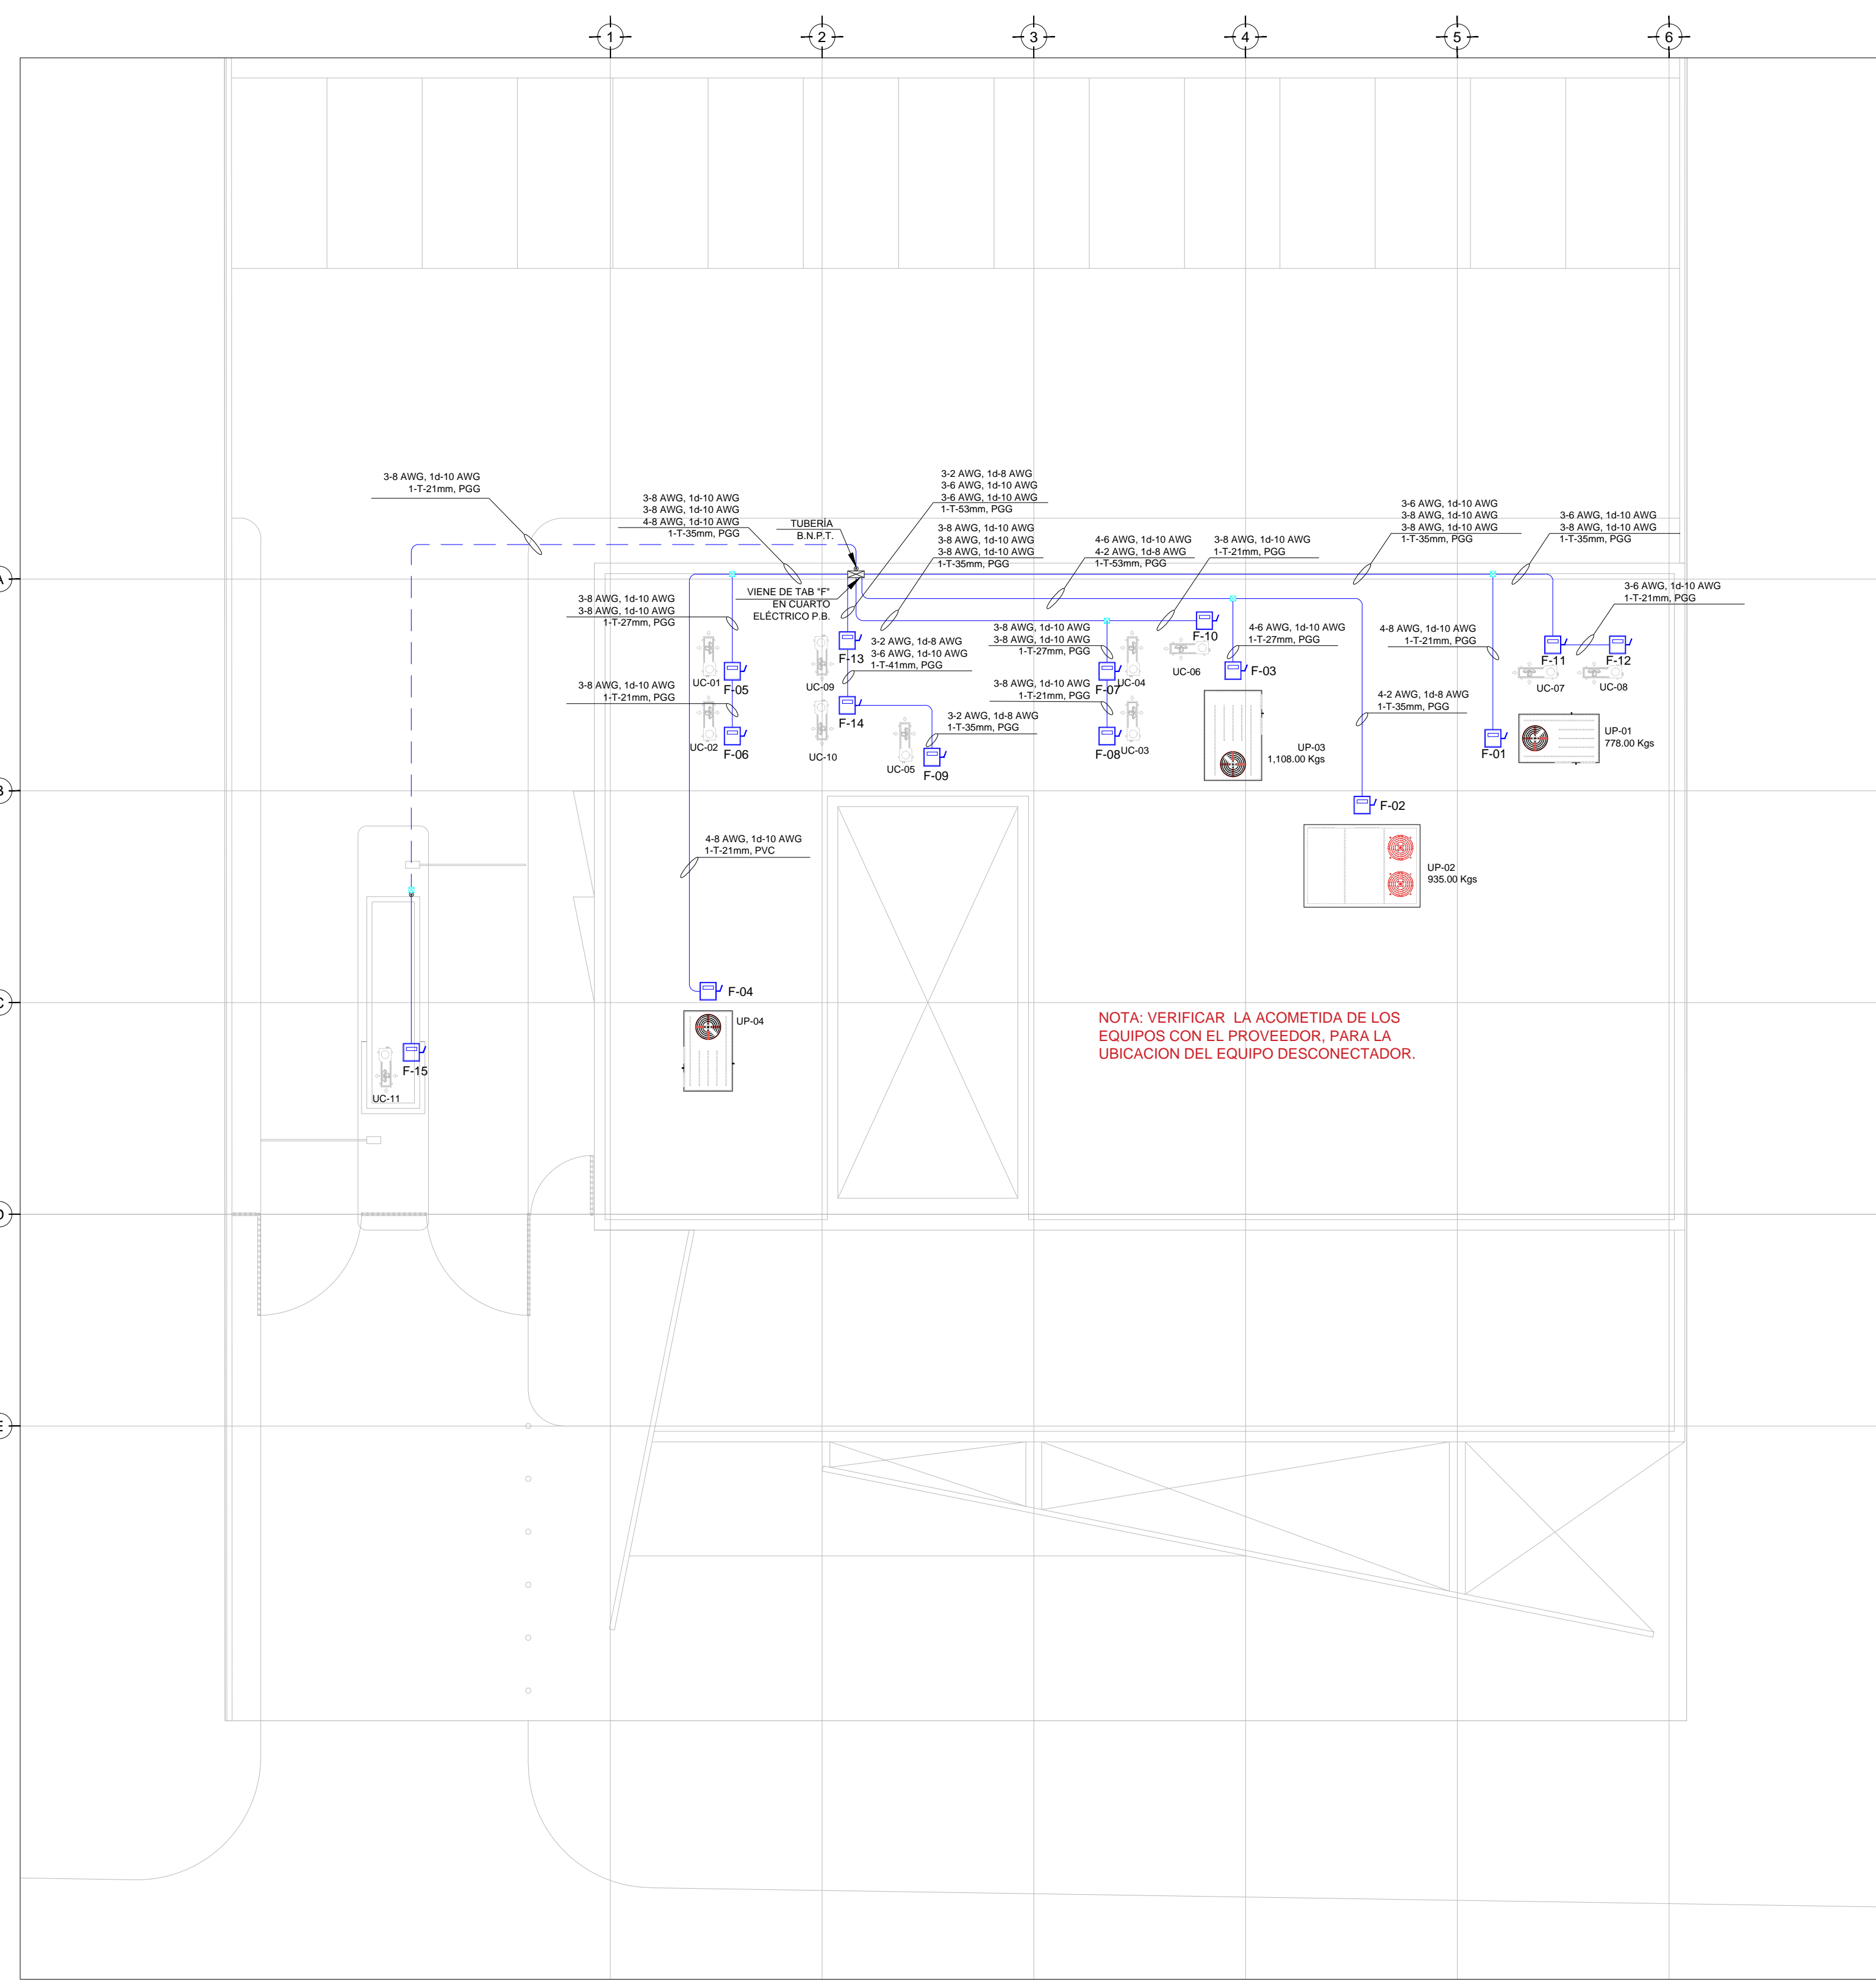 1
2
3
4
5
6
3-8 AWG, 1d-10 AWG
1-T-21mm, PGG
3-8 AWG, 1d-10 AWG
3-8 AWG, 1d-10 AWG
4-8 AWG, 1d-10 AWG
1-T-35mm, PGG
TUBERÍA
B.N.P.T.
3-2 AWG, 1d-8 AWG
3-6 AWG, 1d-10 AWG
3-6 AWG, 1d-10 AWG
1-T-53mm, PGG
3-8 AWG, 1d-10 AWG
3-8 AWG, 1d-10 AWG
3-8 AWG, 1d-10 AWG
1-T-35mm, PGG
4-6 AWG, 1d-10 AWG
4-2 AWG, 1d-8 AWG
1-T-53mm, PGG
3-8 AWG, 1d-10 AWG
1-T-21mm, PGG
3-6 AWG, 1d-10 AWG
3-8 AWG, 1d-10 AWG
3-8 AWG, 1d-10 AWG
1-T-35mm, PGG
3-6 AWG, 1d-10 AWG
3-8 AWG, 1d-10 AWG
1-T-35mm, PGG
A
VIENE DE TAB "F"
EN CUARTO
ELÉCTRICO P.B.
3-8 AWG, 1d-10 AWG
3-8 AWG, 1d-10 AWG
1-T-27mm, PGG
3-6 AWG, 1d-10 AWG
1-T-21mm, PGG
3-8 AWG, 1d-10 AWG
3-8 AWG, 1d-10 AWG
1-T-27mm, PGG
4-6 AWG, 1d-10 AWG
1-T-27mm, PGG
4-8 AWG, 1d-10 AWG
1-T-21mm, PGG
3-2 AWG, 1d-8 AWG
3-6 AWG, 1d-10 AWG
1-T-41mm, PGG
F-13
F-10
F-11
F-12
UC-01
F-05
UC-09
F-07
UC-04
UC-06
F-03
UC-07
UC-08
3-8 AWG, 1d-10 AWG
1-T-21mm, PGG
3-8 AWG, 1d-10 AWG
1-T-21mm, PGG
4-2 AWG, 1d-8 AWG
1-T-35mm, PGG
3-2 AWG, 1d-8 AWG
1-T-35mm, PGG
F-14
UC-02
F-06
UC-10
UC-05
F-09
F-08
UC-03
UP-03
1,108.00 Kgs
F-01
UP-01
778.00 Kgs
B
F-02
4-8 AWG, 1d-10 AWG
1-T-21mm, PVC
UP-02
935.00 Kgs
C
F-04
UP-04
NOTA: VERIFICAR LA ACOMETIDA DE LOS
EQUIPOS CON EL PROVEEDOR, PARA LA
UBICACION DEL EQUIPO DESCONECTADOR.
F-15
UC-11
D
E